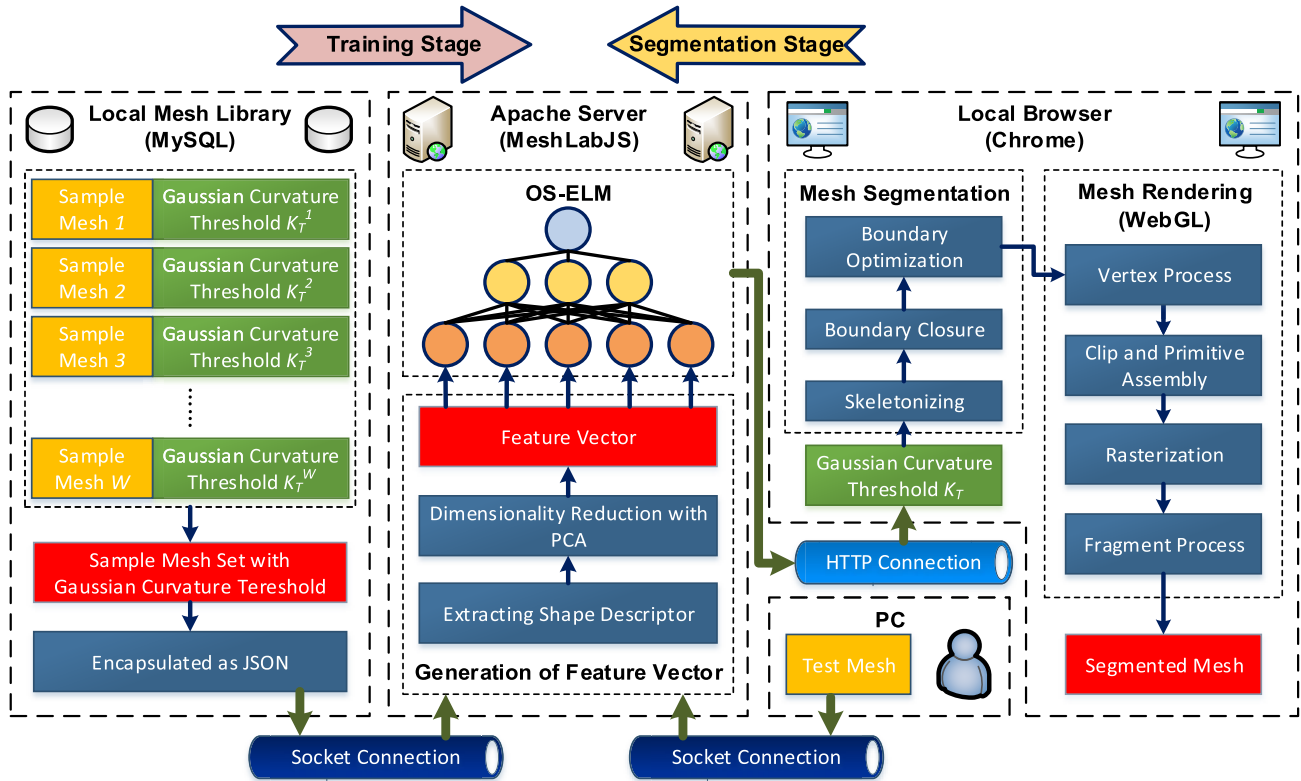 Training Stage
Segmentation Stage
Local Mesh Library
(MySQL)
Sample
Mesh 1
Gaussian Curvature
Threshold K_T^1
Sample
Mesh 2
Gaussian Curvature
Threshold K_T^2
Sample
Mesh 3
Gaussian Curvature
Threshold K_T^3
Sample
Mesh W
Gaussian Curvature
Threshold K_T^W
Sample Mesh Set with
Gaussian Curvature Tereshold
Encapsulated as JSON
Socket Connection
Apache Server
(MeshLabJS)
OS-ELM
Feature Vector
Dimensionality Reduction with
PCA
Extracting Shape Descriptor
Generation of Feature Vector
Socket Connection
Local Browser
(Chrome)
Mesh Segmentation
Boundary
Optimization
Boundary Closure
Skeletonizing
Gaussian Curvature
Threshold K_T
HTTP Connection
PC
Test Mesh
Mesh Rendering
(WebGL)
Vertex Process
Clip and Primitive
Assembly
Rasterization
Fragment Process
Segmented Mesh